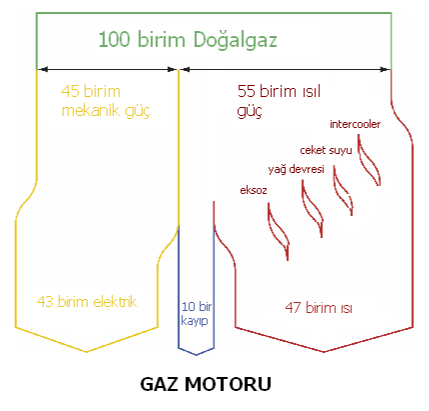 100 birim Doğalgaz
45 birim
mekanik güç
55 birim ısıl
güç
intercooler
ceket suyu
yağ devresi
eksoz
43 birim elektrik
10 bir
kayıp
47 birim ısı
GAZ MOTORU